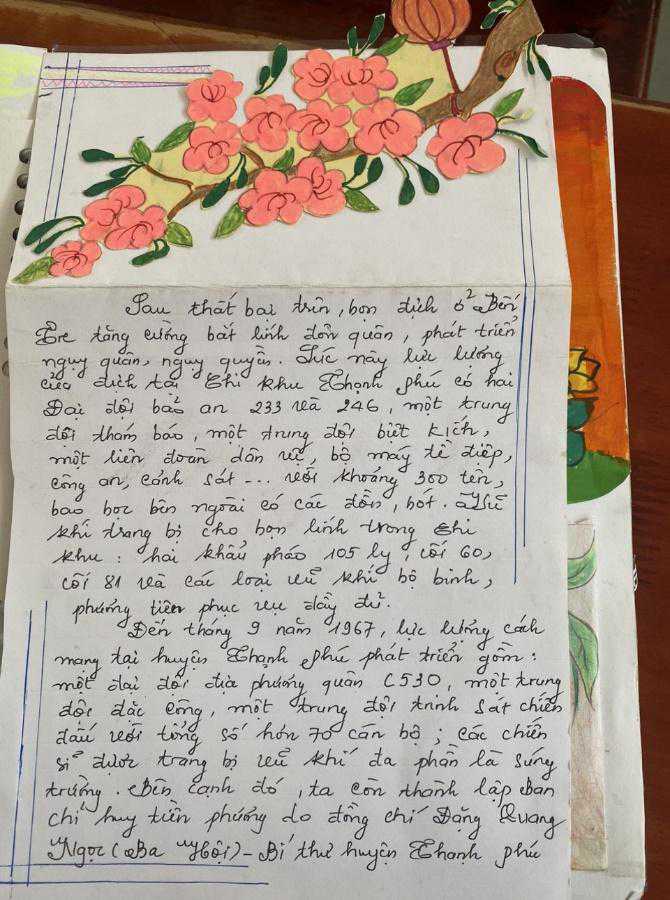 Sau thất bại trên, bọn địch ở Bến
Tre tăng cường bắt lính đôn quân, phát triển
ngụy quân, ngụy quyền. Lúc này lực lượng
của địch tại Chi khu Thạnh Phú có hai
Đại đội bảo an 233 và 246, một trung
đội thám báo, một trung đội biệt kích,
một liên đoàn dân vệ, bộ máy tề điệp,
công an, cảnh sát ... với khoảng 300 tên,
bao bọc bên ngoài có các đồn, bót. Vũ
khí trang bị cho bọn lính trong Chi
khu : hai khẩu pháo 105 ly, cối 60,
cối 81 và các loại vũ khí bộ binh,
phương tiện phục vụ đầy đủ.
Đến tháng 9 năm 1967, lực lượng cách
mạng tại huyện Thạnh Phú phát triển gồm :
một đại đội địa phương quân C530, một trung
đội đặc công, một trung đội trinh sát chiến
đấu với tổng số hơn 70 cán bộ ; các chiến
sĩ được trang bị vũ khí đa phần là súng
trường. Bên cạnh đó, ta còn thành lập Ban
chỉ huy tiền phương do đồng chí Đặng Quang
Ngọc (Ba Hội) - Bí thư huyện Thạnh Phú